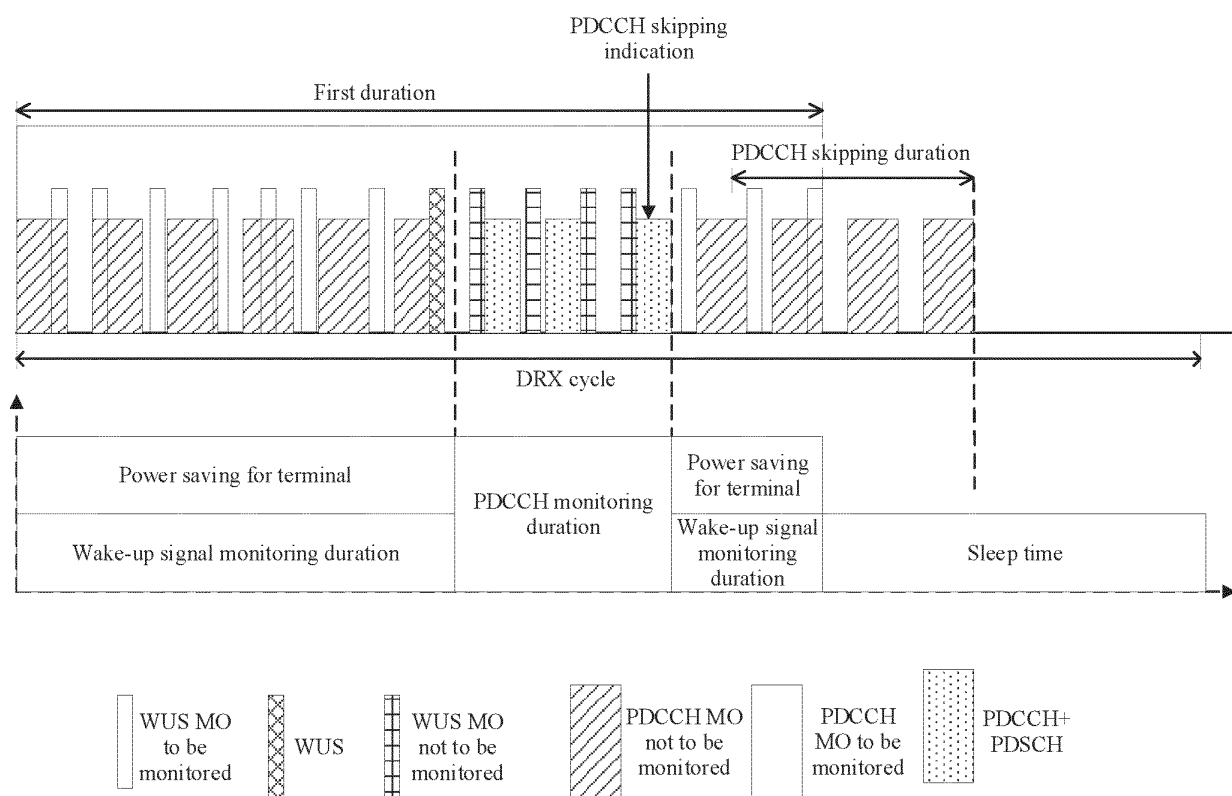 PDCCH skipping
indication
First duration
PDCCH skipping duration
DRX cycle
Power saving for terminal
Wake-up signal monitoring duration
PDCCH monitoring
duration
Power saving
for terminal
Wake-up signal
monitoring
duration
Sleep time
WUS MO
to be
monitored
WUS
WUS MO
not to be
monitored
PDCCH MO
not to be
monitored
PDCCH
MO to be
monitored
PDCCH+
PDSCH